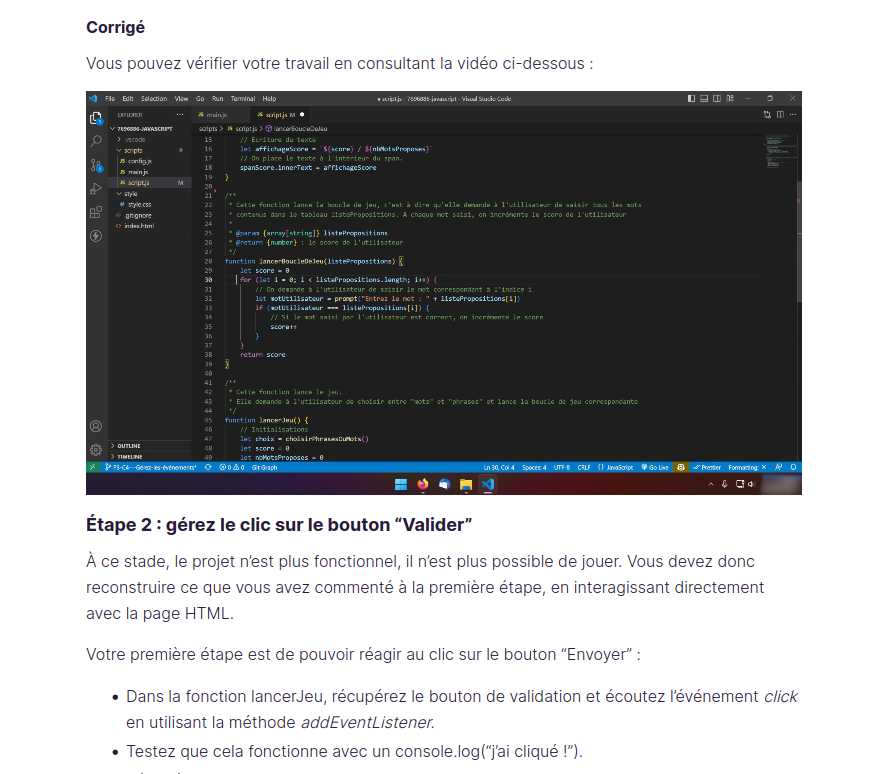 Corrigé
Vous pouvez vérifier votre travail en consultant la vidéo ci-dessous :
File Edit Selection View Go Run Terminal Help
● script.js - 7696886-javascript - Visual Studio Code
EXPLORER ···
7696886-JAVASCRIPT
.vscode
scripts
config.js
main.js
script.js M
style
style.css
.gitignore
index.html
OUTLINE
TIMELINE
main.js script.js M ●
scripts > script.js > lancerBoucleDeJeu
15 // Ecriture du texte
16 let affichageScore = `${score} / ${nbMotsProposes}`
17 // On place le texte à l'intérieur du span.
18 spanScore.innerText = affichageScore
19 }
20
21 /**
22 * Cette fonction lance la boucle de jeu, c'est à dire qu'elle demande à l'utilisateur de saisir tous les mots
23 * contenus dans le tableau listePropositions. A chaque mot saisi, on incrémente le score de l'utilisateur
24 *
25 * @param {array[string]} listePropositions
26 * @return {number} : le score de l'utilisateur
27 */
28 function lancerBoucleDeJeu(listePropositions) {
29 let score = 0
30 for (let i = 0; i < listePropositions.length; i++) {
31 // On demande à l'utilisateur de saisir le mot correspondant à l'indice i
32 let motUtilisateur = prompt("Entrez le mot : " + listePropositions[i])
33 if (motUtilisateur === listePropositions[i]) {
34 // Si le mot saisi par l'utilisateur est correct, on incrémente le score
35 score++
36 }
37 }
38 return score
39 }
40
41 /**
42 * Cette fonction lance le jeu.
43 * Elle demande à l'utilisateur de choisir entre "mots" et "phrases" et lance la boucle de jeu correspondante
44 */
45 function lancerJeu() {
46 // Initialisations
47 let choix = choisirPhrasesOuMots()
48 let score = 0
49 let nbMotsProposes = 0
P3-C4---Gerez-les-évènements* 0 0 Git Graph Ln 30, Col 4 Spaces: 4 UTF-8 CRLF {} JavaScript Go Live Prettier Formatting: ×
Étape 2 : gérez le clic sur le bouton “Valider”
À ce stade, le projet n’est plus fonctionnel, il n’est plus possible de jouer. Vous devez donc
reconstruire ce que vous avez commenté à la première étape, en interagissant directement
avec la page HTML.
Votre première étape est de pouvoir réagir au clic sur le bouton “Envoyer” :
• Dans la fonction lancerJeu, récupérez le bouton de validation et écoutez l’événement click
en utilisant la méthode addEventListener.
• Testez que cela fonctionne avec un console.log(“j’ai cliqué !”).